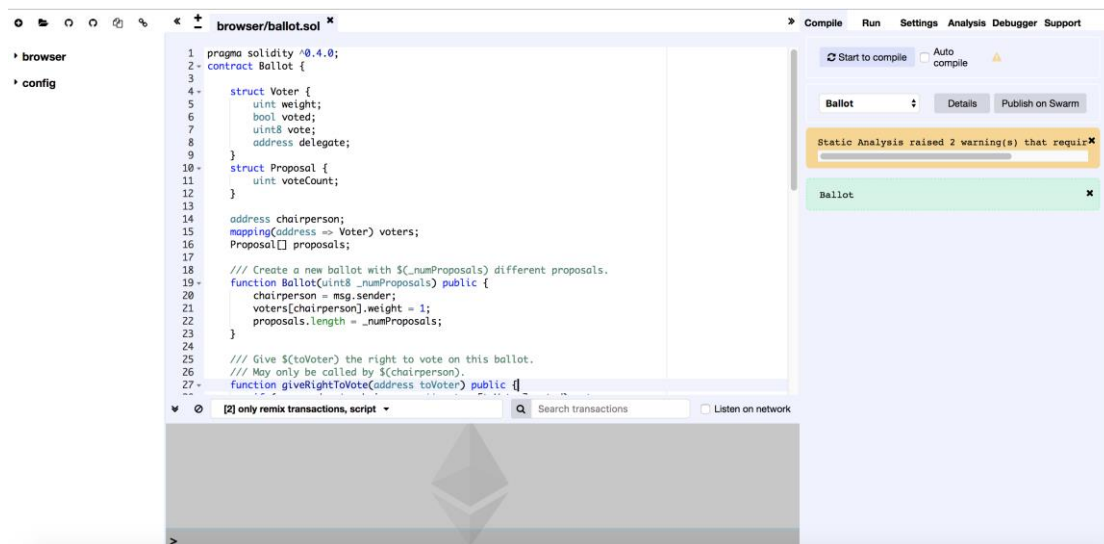 browser/ballot.sol
Compile Run Settings Analysis Debugger Support
browser
config
1 pragma solidity ^0.4.0;
2 contract Ballot {
3
4 struct Voter {
5 uint weight;
6 bool voted;
7 uint8 vote;
8 address delegate;
9 }
10 struct Proposal {
11 uint voteCount;
12 }
13
14 address chairperson;
15 mapping(address => Voter) voters;
16 Proposal[] proposals;
17
18 /// Create a new ballot with $(_numProposals) different proposals.
19 function Ballot(uint8 _numProposals) public {
20 chairperson = msg.sender;
21 voters[chairperson].weight = 1;
22 proposals.length = _numProposals;
23 }
24
25 /// Give $(toVoter) the right to vote on this ballot.
26 /// May only be called by $(chairperson).
27 function giveRightToVote(address toVoter) public {
[2] only remix transactions, script
Search transactions
Listen on network
>
Start to compile
Auto
compile
Ballot
Details
Publish on Swarm
Static Analysis raised 2 warning(s) that requir
Ballot